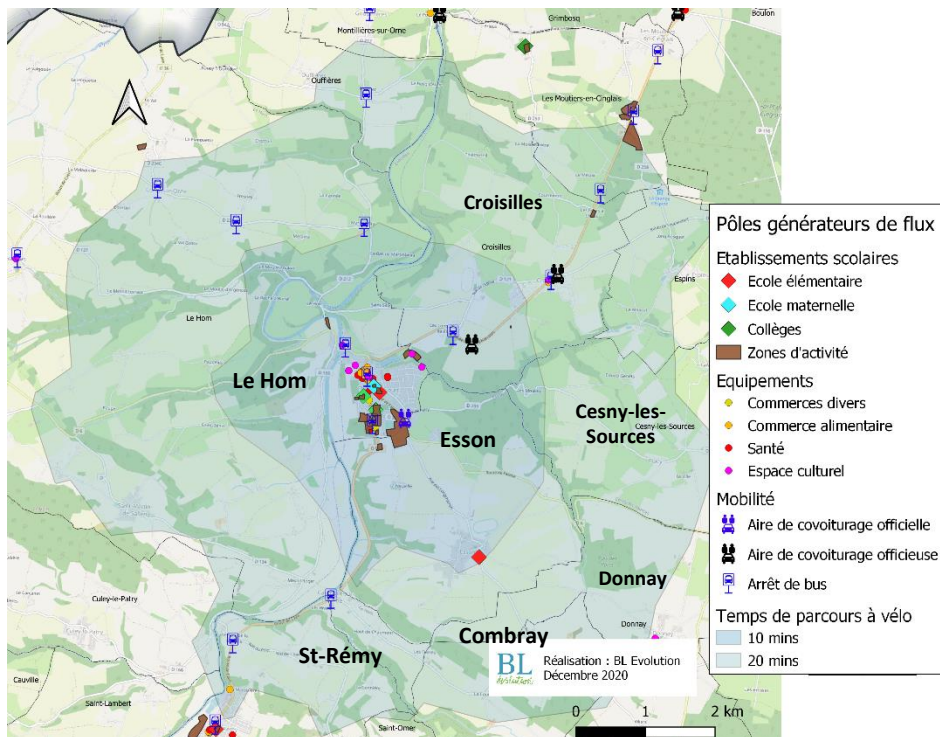 Montillières-sur-Orne
Grimbosq
Boulon
Ouffières
Les Moutiers-en-Cinglais
Croisilles
Croisilles
Espins
Le Hom
Le Hom
Cesny-les-
Sources
Cesny-les-Sources
Esson
Culey-le-Patry
Donnay
Combray
Donnay
St-Rémy
Cauville
Saint-Lambert
Saint-Omer
BL
évolution
Réalisation : BL Evolution
Décembre 2020
0 1 2 km
Pôles générateurs de flux
Etablissements scolaires
Ecole élémentaire
Ecole maternelle
Collèges
Zones d'activité
Equipements
Commerces divers
Commerce alimentaire
Santé
Espace culturel
Mobilité
Aire de covoiturage officielle
Aire de covoiturage officieuse
Arrêt de bus
Temps de parcours à vélo
10 mins
20 mins